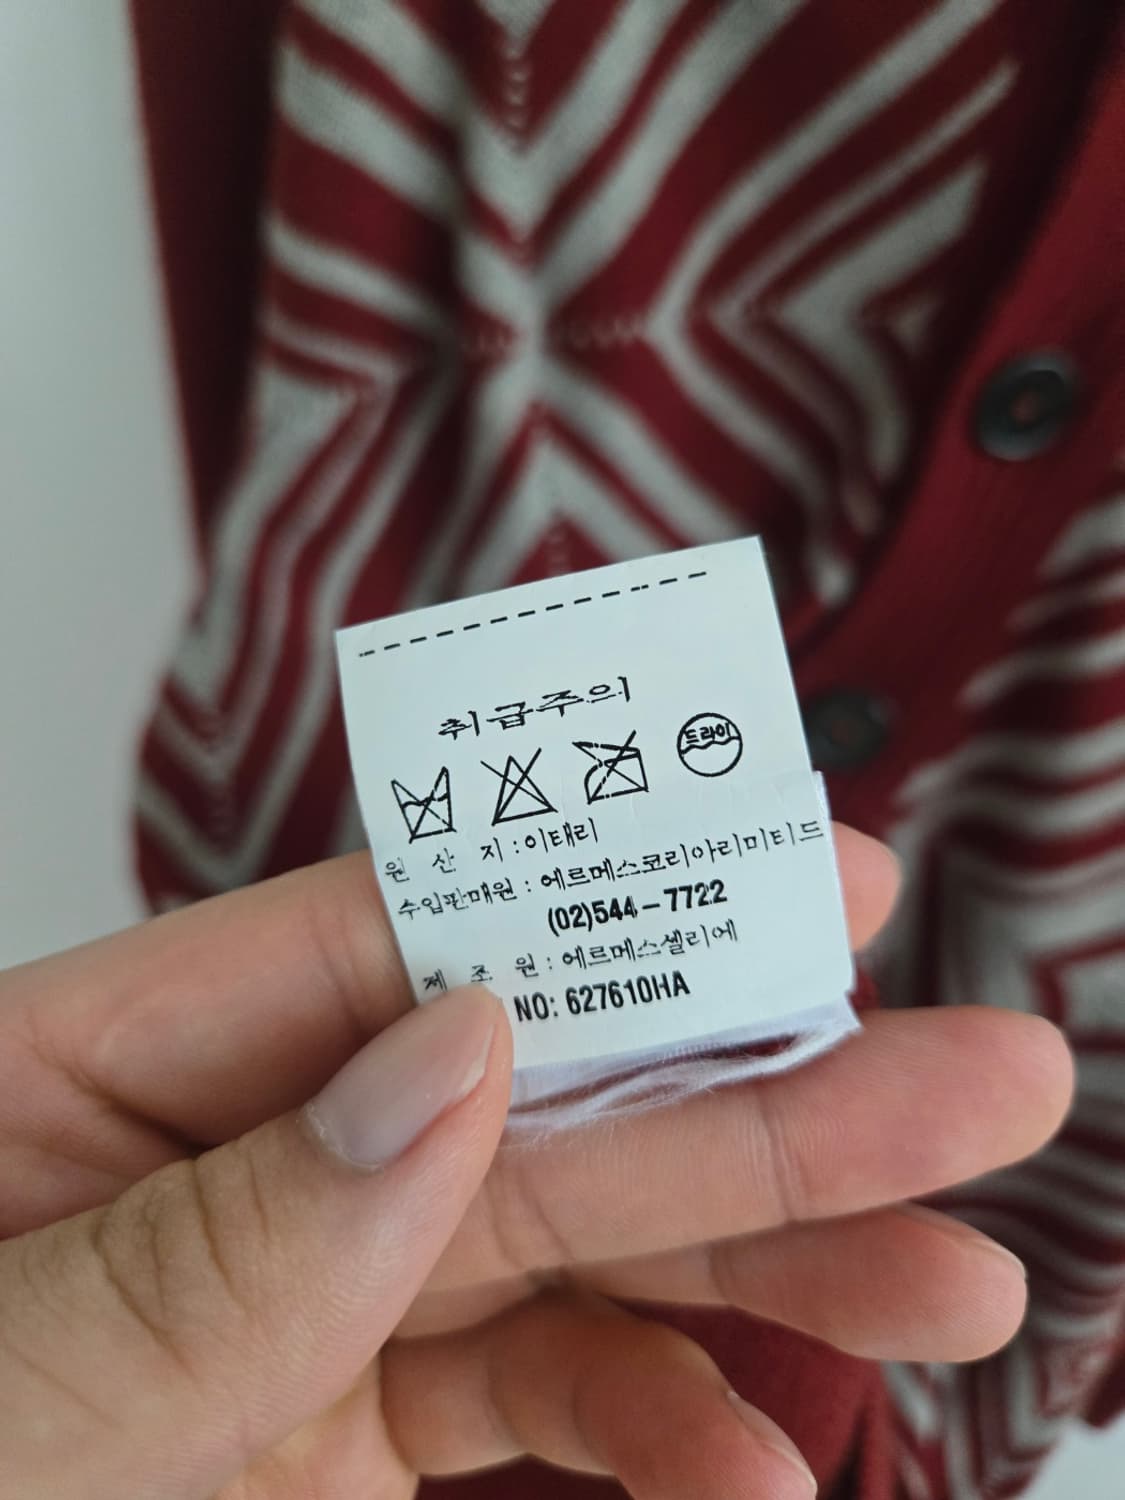 취급주의
드라이
원 산 지 : 이태리
수입판매원 : 에르메스코리아리미티드
(02)544-7722
제 조 원 : 에르메스셀리에
NO: 627610HA